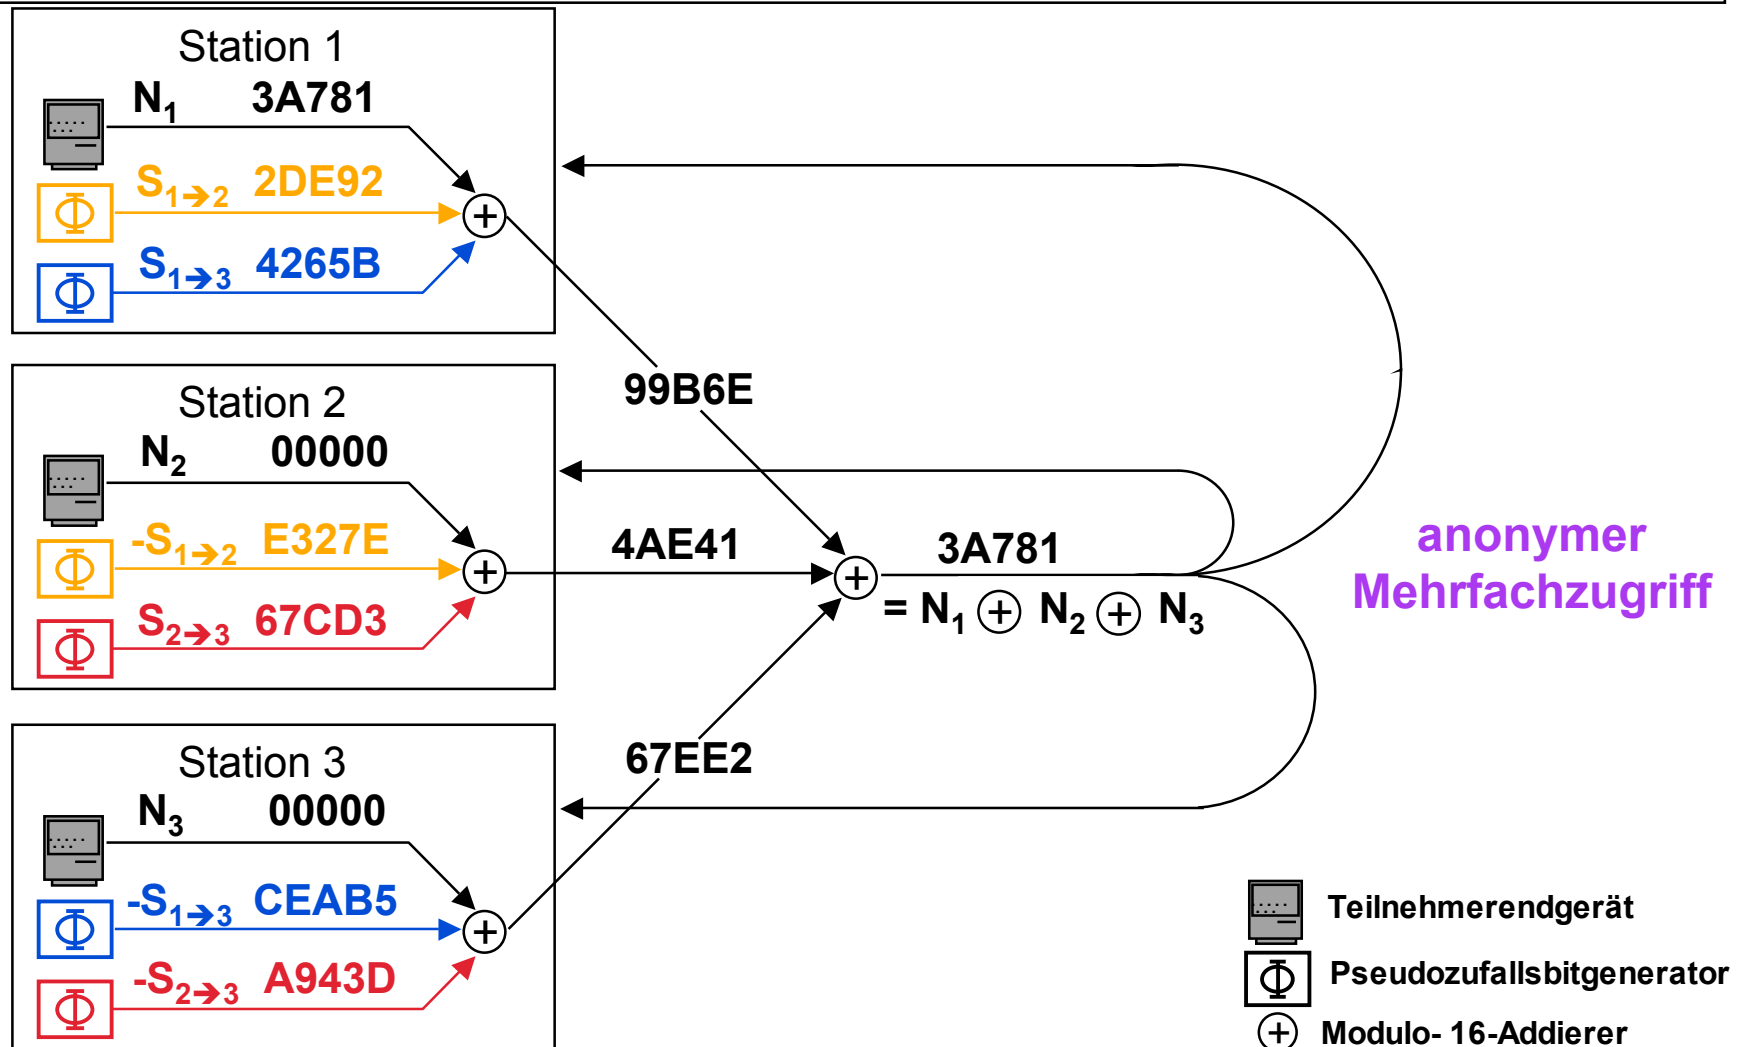 Station 1
N1 3A781
S1➔2 2DE92
S1➔3 4265B
Φ
Φ
+
99B6E
Station 2
N2 00000
-S1➔2 E327E
S2➔3 67CD3
Φ
Φ
+
4AE41
+
3A781
= N1 + N2 + N3
anonymer
Mehrfachzugriff
67EE2
Station 3
N3 00000
-S1➔3 CEAB5
-S2➔3 A943D
Φ
Φ
+
Teilnehmerendgerät
Φ Pseudozufallsbitgenerator
+ Modulo- 16-Addierer